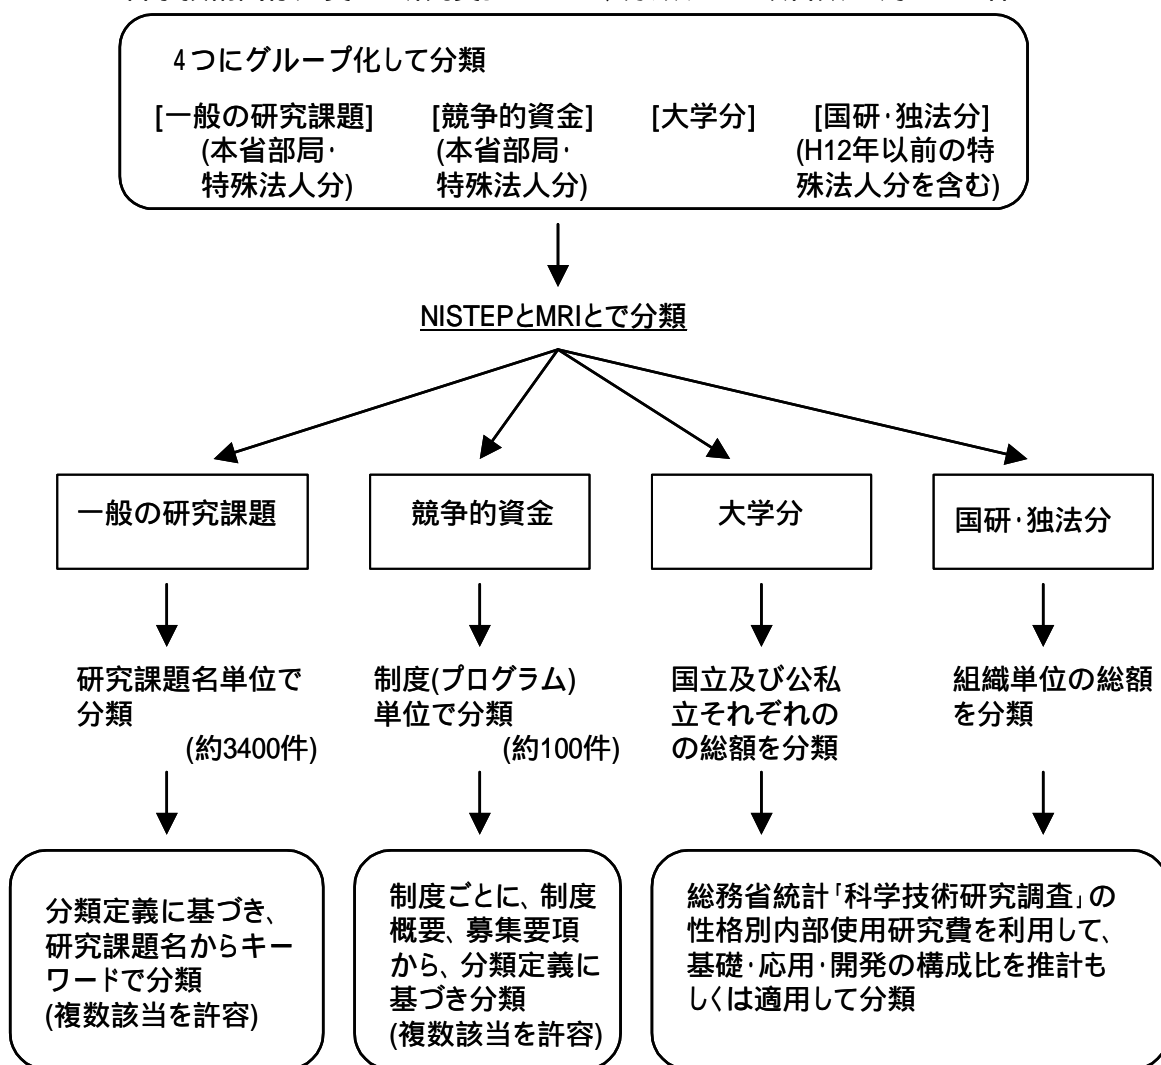 4つにグループ化して分類
[一般の研究課題] [競争的資金] [大学分] [国研・独法分]
(本省部局・ (本省部局・ (H12年以前の特
特殊法人分) 特殊法人分) 殊法人分を含む)
NISTEPとMRIとで分類
一般の研究課題
競争的資金
大学分
国研・独法分
研究課題名単位で
分類
(約3400件)
制度(プログラム)
単位で分類
(約100件)
国立及び公私
立それぞれの
の総額を分類
組織単位の総額
を分類
分類定義に基づき、
研究課題名からキー
ワードで分類
(複数該当を許容)
制度ごとに、制度
概要、募集要項
から、分類定義に
基づき分類
(複数該当を許容)
総務省統計「科学技術研究調査」の
性格別内部使用研究費を利用して、
基礎・応用・開発の構成比を推計も
しくは適用して分類